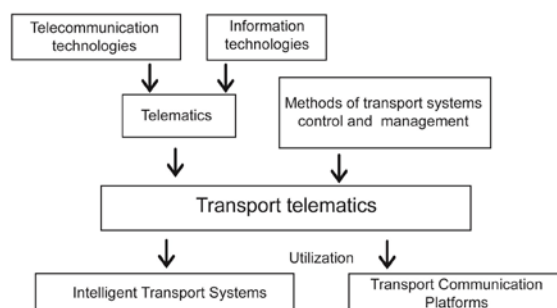 Telecommunication
technologies
Information
technologies
Telematics
Methods of transport systems
control and management
Transport telematics
Utilization
Intelligent Transport Systems
Transport Communication
Platforms